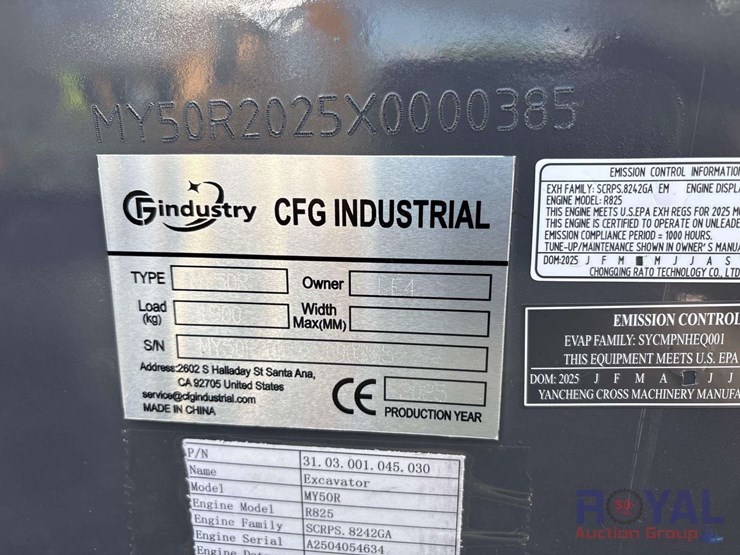 MY50R2025X0000385
CFindustry CFG INDUSTRIAL
TYPE MY50R Owner
Load (kg) Width Max(MM)
S/N
Address:2602 S Halladay St Santa Ana,
CA 92705 United States
service@cfgindustrial.com
MADE IN CHINA
CE
2025
PRODUCTION YEAR
EMISSION CONTROL INFORMATIO
EXH FAMILY: SCRPS.8242GA EM ENGINE DISPL
ENGINE MODEL: R825
THIS ENGINE MEETS U.S.EPA EXH REGS FOR 2025 M
THIS ENGINE IS CERTIFIED TO OPERATE ON UNLEADE
EMISSION COMPLIANCE PERIOD = 1000 HOURS.
TUNE-UP/MAINTENANCE SHOWN IN OWNER'S MANUA
DOM:2025 J F M M J J A S
CHONGQING RATO TECHNOLOGY CO., LTD
EMISSION CONTROL
EVAP FAMILY: SYCMPNHEQ001
THIS EQUIPMENT MEETS U.S. EPA
DOM: 2025 J F M A J J
YANCHENG CROSS MACHINERY MANUFA
P/N 31.03.001.045.030
Name Excavator
Model MY50R
Engine Model R825
Engine Family SCRPS.8242GA
Engine Serial A2504054634
ROYAL
Auction Group